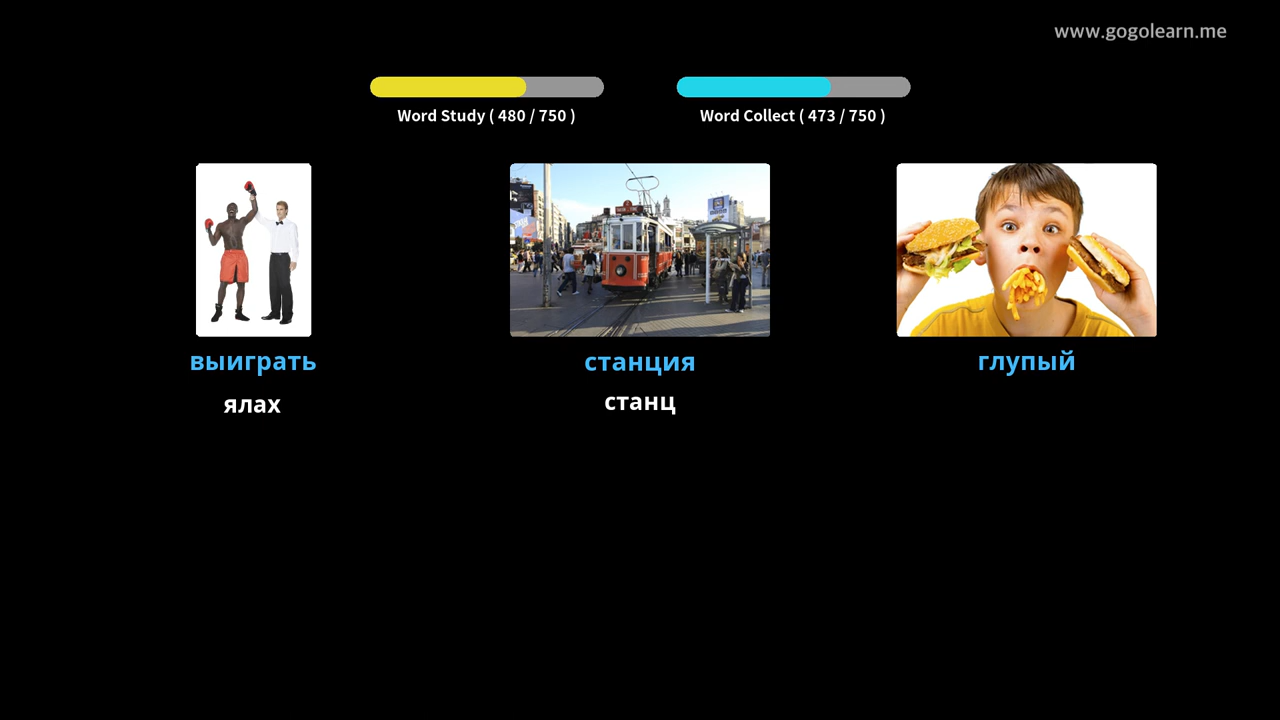 www.gogolearn.me
Word Study ( 480 / 750 )
Word Collect ( 473 / 750 )
выиграть
станция
глупый
ялах
станц